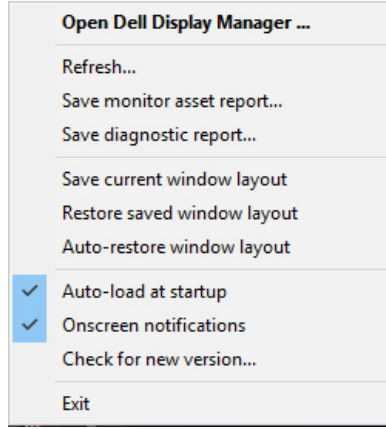 Open Dell Display Manager ...
Refresh...
Save monitor asset report...
Save diagnostic report...
Save current window layout
Restore saved window layout
Auto-restore window layout
Auto-load at startup
Onscreen notifications
Check for new version...
Exit